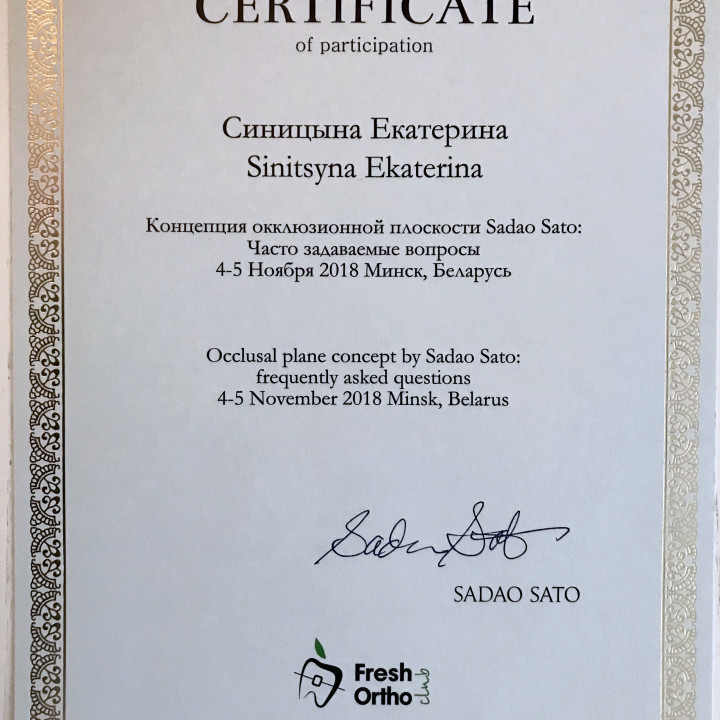 CERTIFICATE
of participation
Синицына Екатерина
Sinitsyna Ekaterina
Концепция окклюзионной плоскости Sadao Sato:
Часто задаваемые вопросы
4-5 Ноября 2018 Минск, Беларусь
Occlusal plane concept by Sadao Sato:
frequently asked questions
4-5 November 2018 Minsk, Belarus
Sadao Sato
SADAO SATO
Fresh
Ortho club